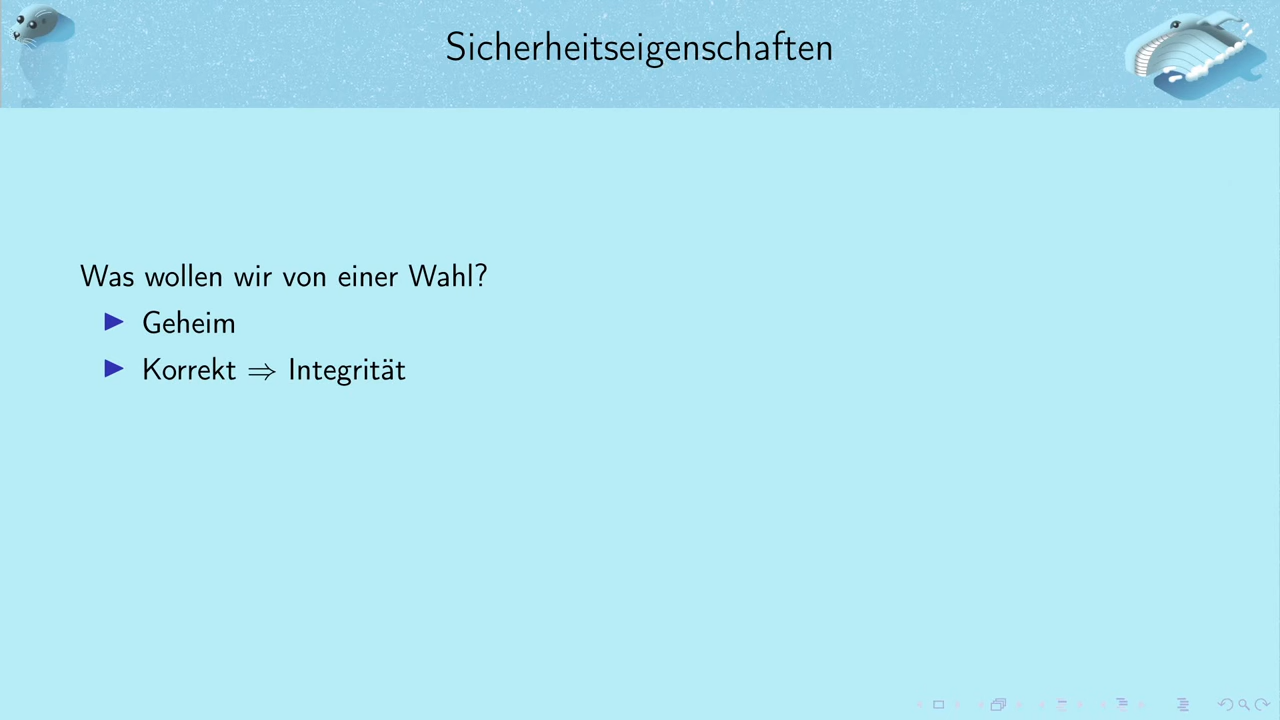 Sicherheitseigenschaften
Was wollen wir von einer Wahl?
▶ Geheim
▶ Korrekt ⇒ Integrität